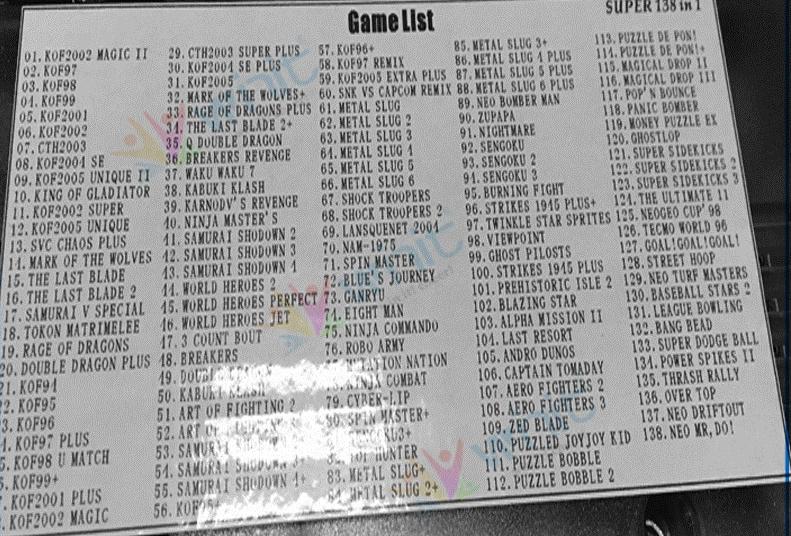 Game List
SUPER 138 in 1
01. KOF2002 MAGIC II
02. KOF97
03. KOF98
04. KOF99
05. KOF2001
06. KOF2002
07. CTH2003
08. KOF2004 SE
09. KOF2005 UNIQUE II
10. KING OF GLADIATOR
11. KOF2002 SUPER
12. KOF2005 UNIQUE
13. SVC CHAOS PLUS
14. MARK OF THE WOLVES
15. THE LAST BLADE
16. THE LAST BLADE 2
17. SAMURAI V SPECIAL
18. TOKON MATRIMELEE
19. RAGE OF DRAGONS
20. DOUBLE DRAGON PLUS
21. KOF94
22. KOF95
23. KOF96
KOF97 PLUS
KOF98 U MATCH
KOF99+
KOF2001 PLUS
KOF2002 MAGIC
29. CTH2003 SUPER PLUS
30. KOF2004 SE PLUS
31. KOF2005
32. MARK OF THE WOLVES+
33. RAGE OF DRAGONS PLUS
34. THE LAST BLADE 2+
35. Q DOUBLE DRAGON
36. BREAKERS REVENGE
37. WAKU WAKU 7
38. KABUKI KLASH
39. KARNODV'S REVENGE
40. NINJA MASTER'S
41. SAMURAI SHODOWN 2
42. SAMURAI SHODOWN 3
43. SAMURAI SHODOWN 4
44. WORLD HEROES 2
45. WORLD HEROES PERFECT
46. WORLD HEROES JET
47. 3 COUNT BOUT
48. BREAKERS
49. DOUBLE
50. KABUKI KLASH+
51. ART OF FIGHTING 2
52. ART OF
53. SAMURAI
54. SAMURAI SHODOWN 3+
55. SAMURAI SHODOWN 4+
56. KOF95+
57. KOF96+
58. KOF97 REMIX
59. KOF2005 EXTRA PLUS
60. SNK VS CAPCOM REMIX
61. METAL SLUG
62. METAL SLUG 2
63. METAL SLUG 3
64. METAL SLUG 4
65. METAL SLUG 5
66. METAL SLUG 6
67. SHOCK TROOPERS
68. SHOCK TROOPERS 2
69. LANSQUENET 2004
70. NAM-1975
71. SPIN MASTER
72. BLUE'S JOURNEY
73. GANRYU
74. EIGHT MAN
75. NINJA COMMANDO
76. ROBO ARMY
MUTATION NATION
NINJA COMBAT
79. CYBER-LIP
80. SPIN MASTER+
TOP HUNTER
83. METAL SLUG+
84. METAL SLUG 2+
85. METAL SLUG 3+
86. METAL SLUG 4 PLUS
87. METAL SLUG 5 PLUS
88. METAL SLUG 6 PLUS
89. NEO BOMBER MAN
90. ZUPAPA
91. NIGHTMARE
92. SENGOKU
93. SENGOKU 2
94. SENGOKU 3
95. BURNING FIGHT
96. STRIKES 1945 PLUS+
97. TWINKLE STAR SPRITES
98. VIEWPOINT
99. GHOST PILOSTS
100. STRIKES 1945 PLUS
101. PREHISTORIC ISLE 2
102. BLAZING STAR
103. ALPHA MISSION II
104. LAST RESORT
105. ANDRO DUNOS
106. CAPTAIN TOMADAY
107. AERO FIGHTERS 2
108. AERO FIGHTERS 3
109. ZED BLADE
110. PUZZLED JOYJOY KID
111. PUZZLE BOBBLE
112. PUZZLE BOBBLE 2
113. PUZZLE DE PON!
114. PUZZLE DE PON!+
115. MAGICAL DROP II
116. MAGICAL DROP III
117. POP'N BOUNCE
118. PANIC BOMBER
119. MONEY PUZZLE EX
120. GHOSTLOP
121. SUPER SIDEKICKS
122. SUPER SIDEKICKS 2
123. SUPER SIDEKICKS 3
124. THE ULTIMATE 11
125. NEOGEO CUP'98
126. TECMO WORLD 96
127. GOAL!GOAL!GOAL!
128. STREET HOOP
129. NEO TURF MASTERS
130. BASEBALL STARS 2
131. LEAGUE BOWLING
132. BANG BEAD
133. SUPER DODGE BALL
134. POWER SPIKES II
135. THRASH RALLY
136. OVER TOP
137. NEO DRIFTOUT
138. NEO MR,DO!